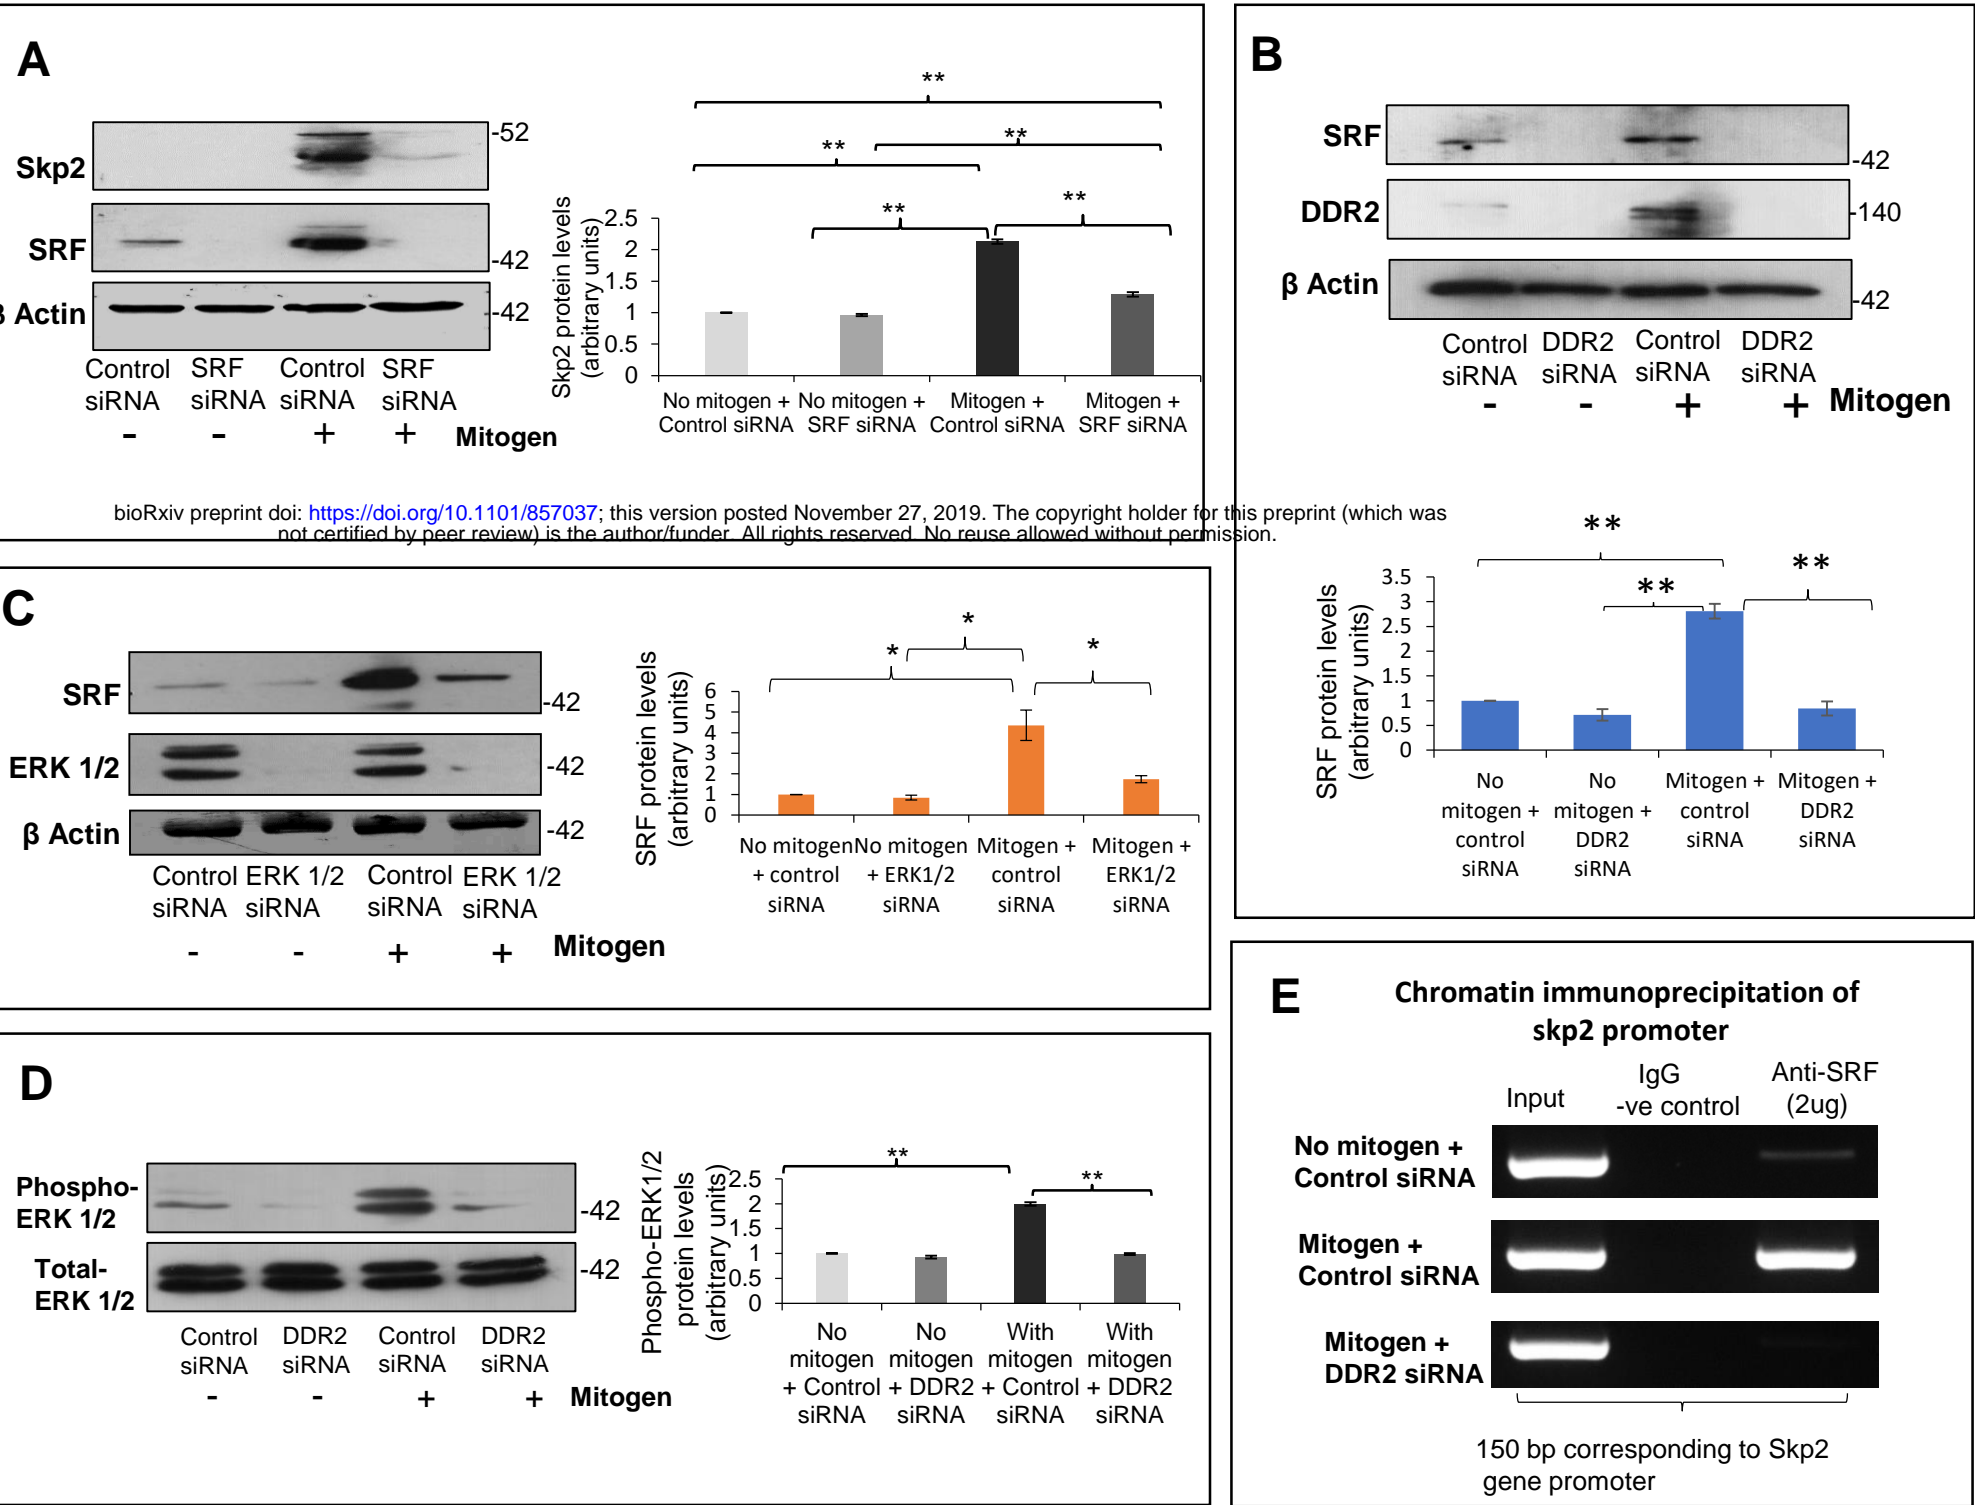 A
Skp2
-52
SRF
-42
β Actin
-42
Control SRF Control SRF
siRNA siRNA siRNA siRNA
- - + + Mitogen
Skp2 protein levels
(arbitrary units)
2.5
2
1.5
1
0.5
0
** ** ** ** **
No mitogen + No mitogen + Mitogen + Mitogen +
Control siRNA SRF siRNA Control siRNA SRF siRNA
B
SRF
-42
DDR2
-140
β Actin
-42
Control DDR2 Control DDR2
siRNA siRNA siRNA siRNA
- - + + Mitogen
SRF protein levels
(arbitrary units)
3.5
3
2.5
2
1.5
1
0.5
0
** ** **
No No Mitogen + Mitogen +
mitogen + mitogen + control DDR2
control DDR2 siRNA siRNA
siRNA siRNA
bioRxiv preprint doi: https://doi.org/10.1101/857037; this version posted November 27, 2019. The copyright holder for this preprint (which was
not certified by peer review) is the author/funder. All rights reserved. No reuse allowed without permission.
C
SRF
-42
ERK 1/2
-42
β Actin
-42
Control ERK 1/2 Control ERK 1/2
siRNA siRNA siRNA siRNA
- - + + Mitogen
SRF protein levels
(arbitrary units)
6
5
4
3
2
1
0
* * *
No mitogen No mitogen Mitogen + Mitogen +
+ control + ERK1/2 control ERK1/2
siRNA siRNA siRNA siRNA
D
Phospho-
ERK 1/2
-42
Total-
ERK 1/2
-42
Control DDR2 Control DDR2
siRNA siRNA siRNA siRNA
- - + + Mitogen
Phospho-ERK1/2
protein levels
(arbitrary units)
2.5
2
1.5
1
0.5
0
** **
No No With With
mitogen mitogen mitogen mitogen
+ Control + DDR2 + Control + DDR2
siRNA siRNA siRNA siRNA
E
Chromatin immunoprecipitation of
skp2 promoter
Input IgG Anti-SRF
-ve control (2ug)
No mitogen +
Control siRNA
Mitogen +
Control siRNA
Mitogen +
DDR2 siRNA
150 bp corresponding to Skp2
gene promoter